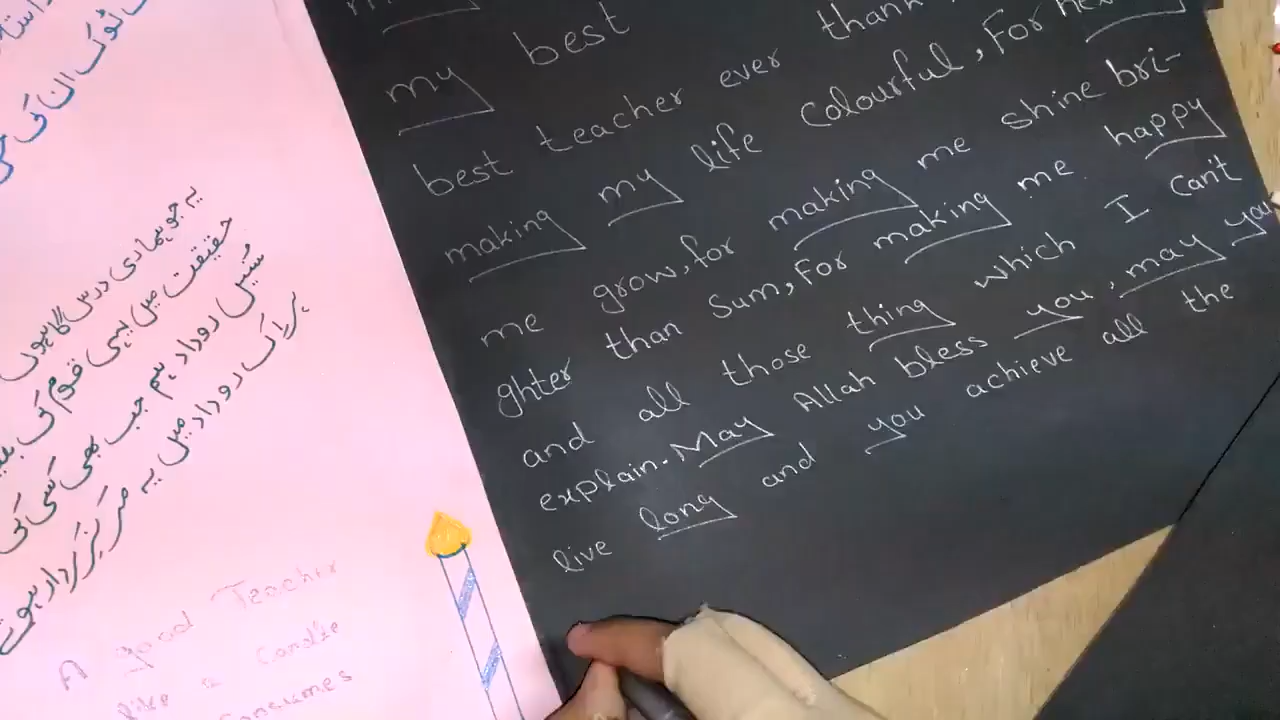 my best
best teacher ever thank
making my life colourful, For
me grow, for making me shine bri-
ghter than Sum, For making me happy
and all those thing which I Can't
explain. May Allah bless you, may you
live long and you achieve all the
یہ جو ہماری درس گاہوں
حقیقت میں یہی قوم کی
سُنیں روداد ہم جب بھی کسی کی
ہر اک روداد میں یہ
A good Teacher
like a Candle
Consumes